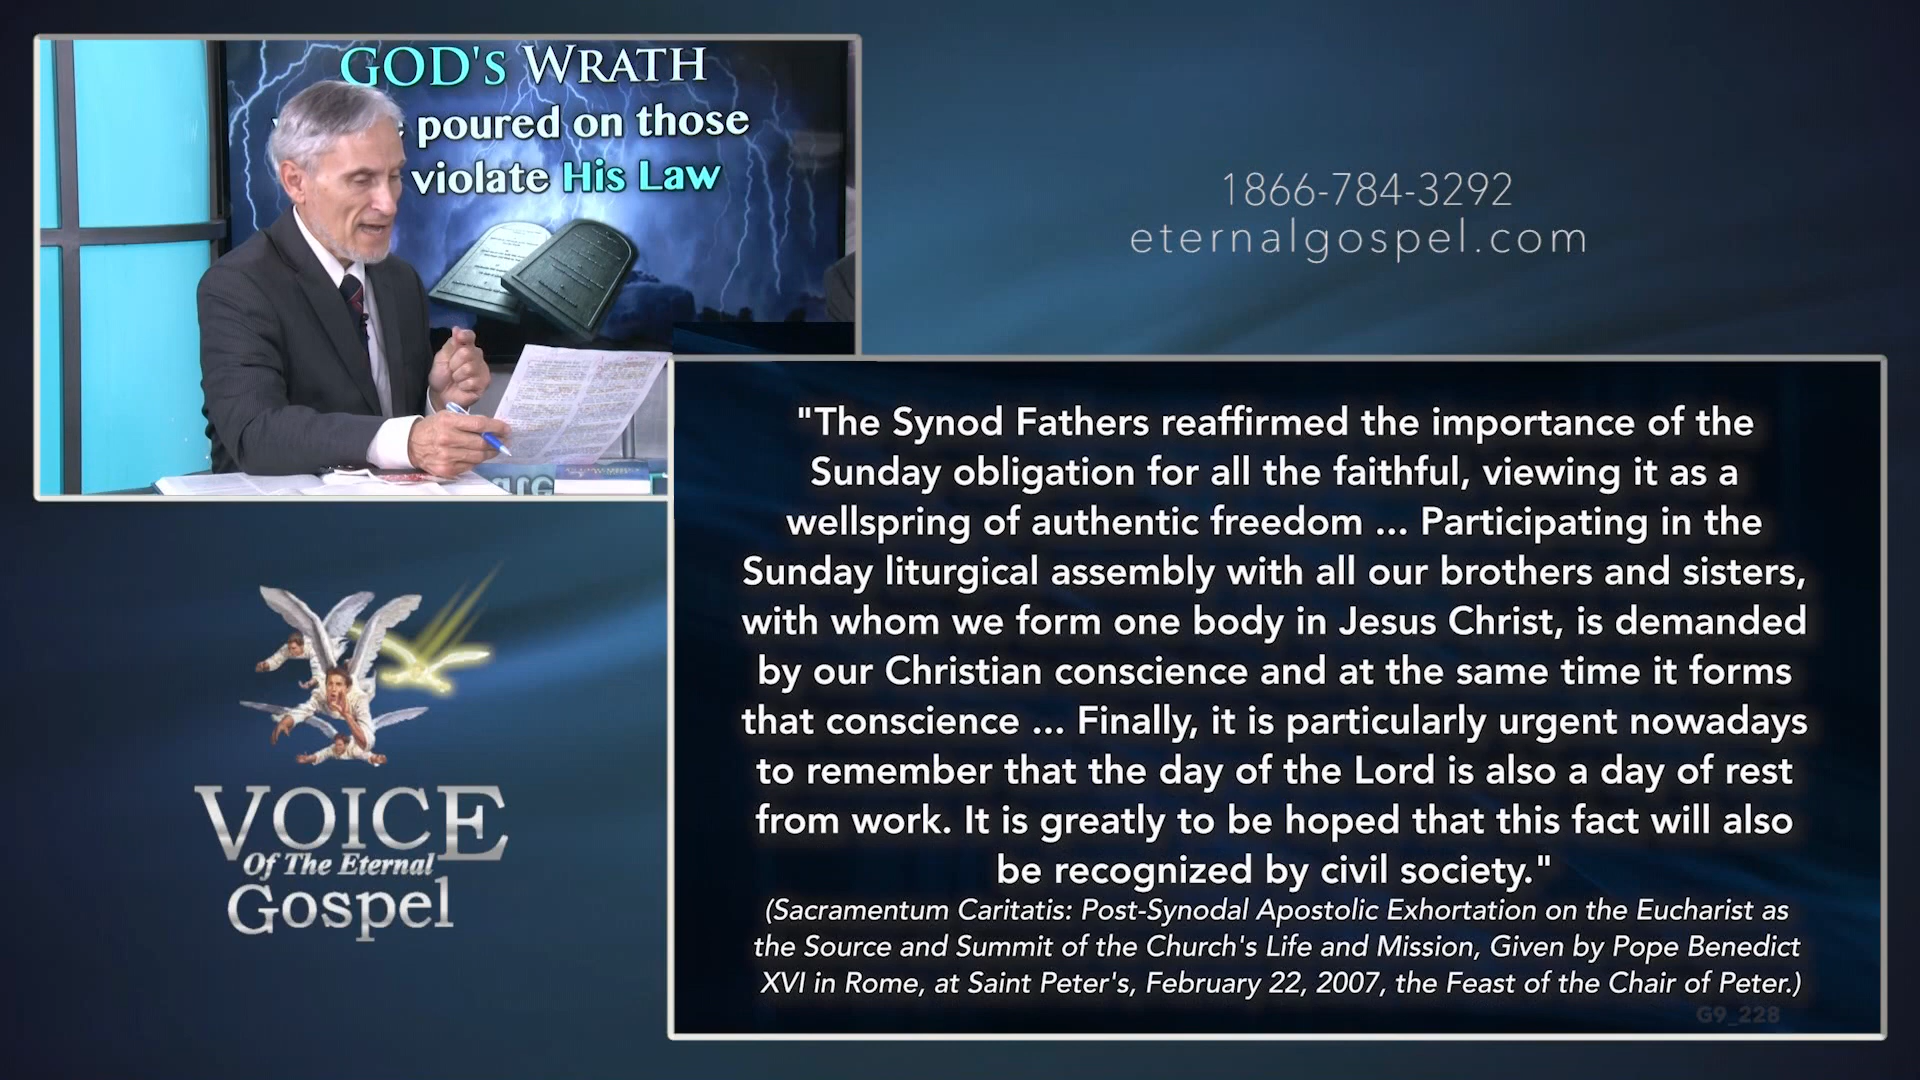 GOD's WRATH
poured on those
violate His Law
1866-784-3292
eternalgospel.com
"The Synod Fathers reaffirmed the importance of the
Sunday obligation for all the faithful, viewing it as a
wellspring of authentic freedom ... Participating in the
Sunday liturgical assembly with all our brothers and sisters,
with whom we form one body in Jesus Christ, is demanded
by our Christian conscience and at the same time it forms
that conscience ... Finally, it is particularly urgent nowadays
to remember that the day of the Lord is also a day of rest
from work. It is greatly to be hoped that this fact will also
be recognized by civil society."
(Sacramentum Caritatis: Post-Synodal Apostolic Exhortation on the Eucharist as
the Source and Summit of the Church's Life and Mission, Given by Pope Benedict
XVI in Rome, at Saint Peter's, February 22, 2007, the Feast of the Chair of Peter.)
G9_228
VOICE
Of The Eternal
Gospel